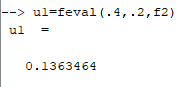 --> u1=feval(.4,.2,f2)
u1 =
0.1363464